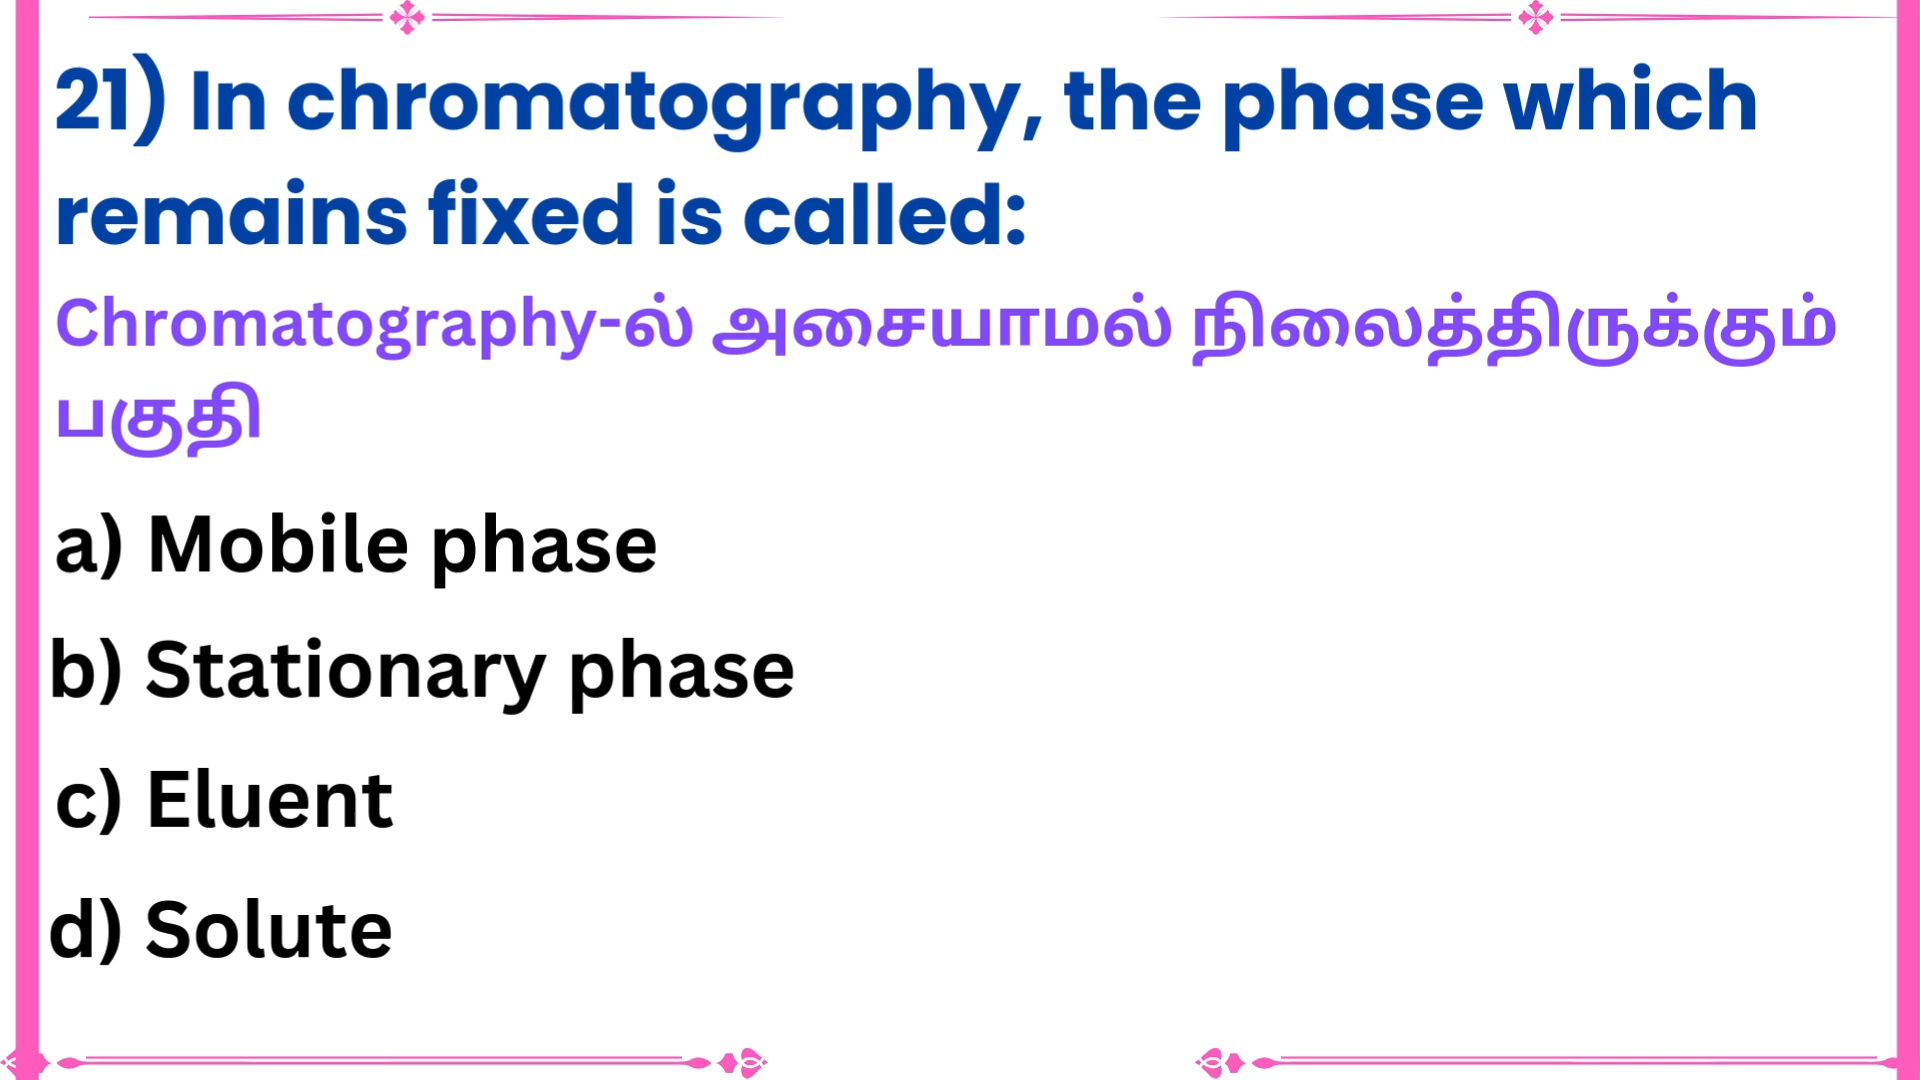 21) In chromatography, the phase which
remains fixed is called:
Chromatography-ல் அசையாமல் நிலைத்திருக்கும்
பகுதி
a) Mobile phase
b) Stationary phase
c) Eluent
d) Solute